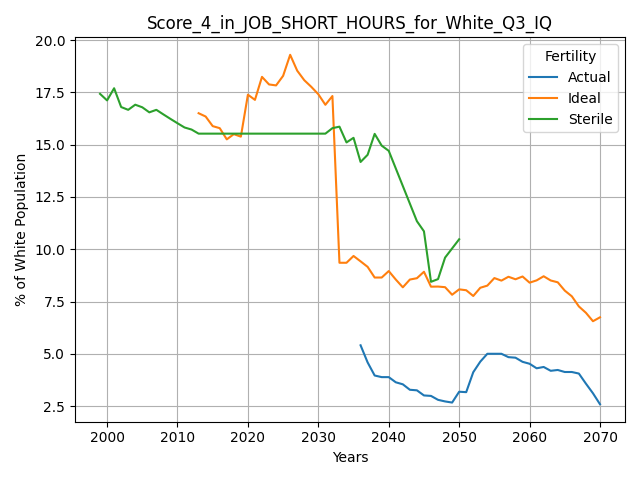 Score_4_in_JOB_SHORT_HOURS_for_White_Q3_IQ
Fertility
Actual
Ideal
Sterile
% of White Population
20.0
17.5
15.0
12.5
10.0
7.5
5.0
2.5
2000 2010 2020 2030 2040 2050 2060 2070
Years